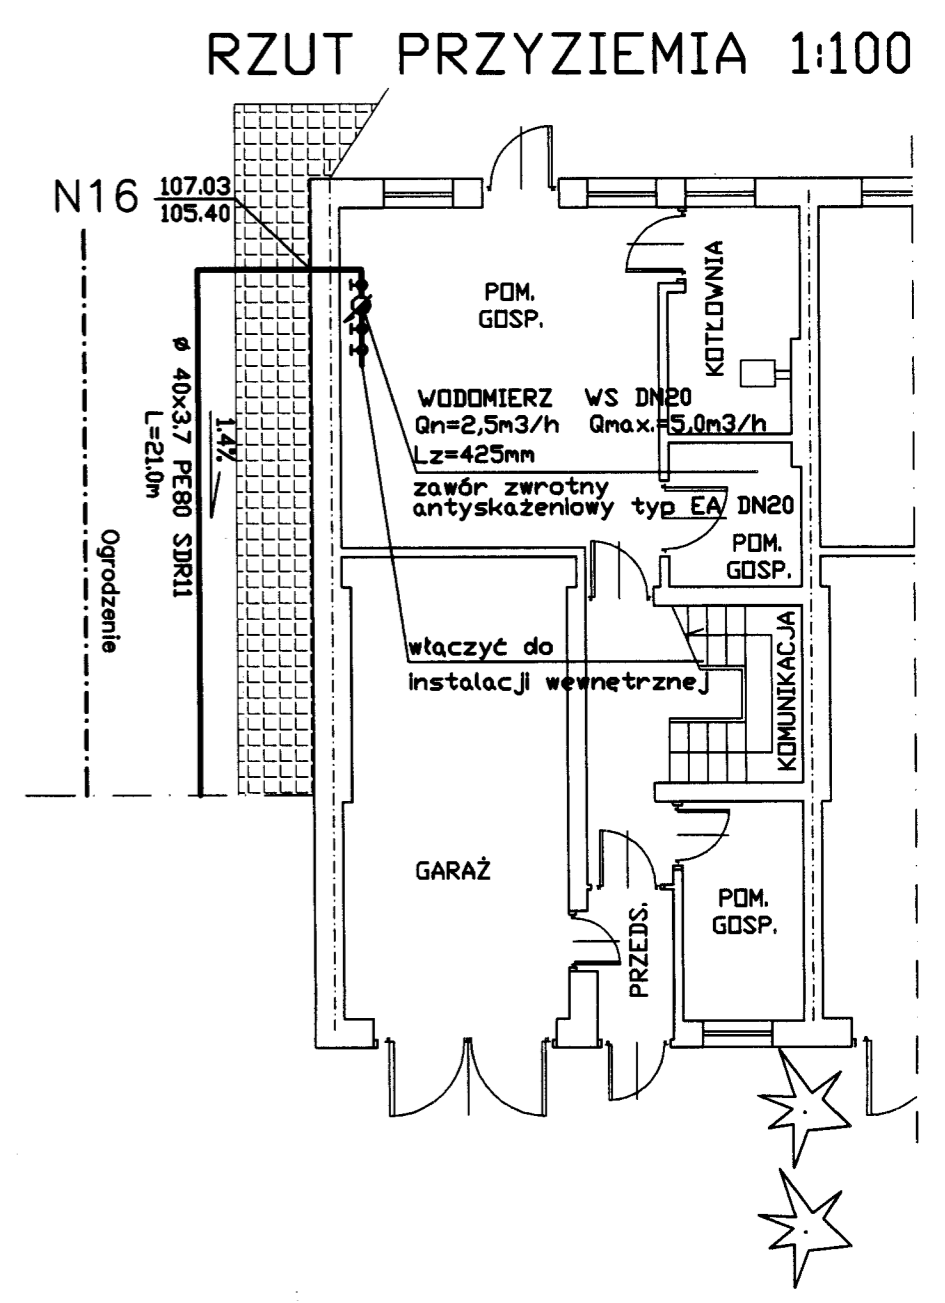 RZUT PRZYZIEMIA 1:100
N16
107.03
105.40
POM.
GOSP.
KOTŁOWNIA
WODOMIERZ WS DN20
Qn=2,5m3/h Qmax.=5,0m3/h
Lz=425mm
zawór zwrotny
antyskażeniowy typ EA DN20
POM.
GOSP.
ø 40x3.7 PE80 SDR11
L=21.0m
1.4%
Ogrodzenie
włączyć do
instalacji wewnętrznej
KOMUNIKACJA
GARAŻ
PRZEDS.
POM.
GOSP.